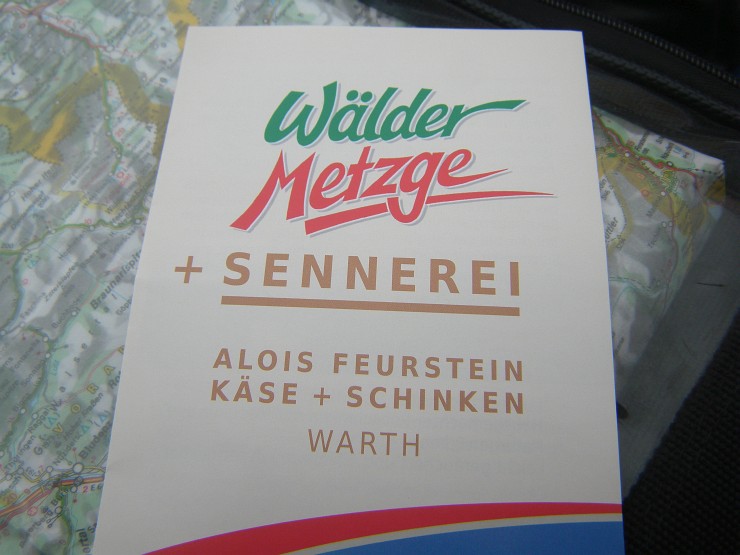 Wälder
Metzge
+ SENNEREI
ALOIS FEURSTEIN
KÄSE + SCHINKEN
WARTH